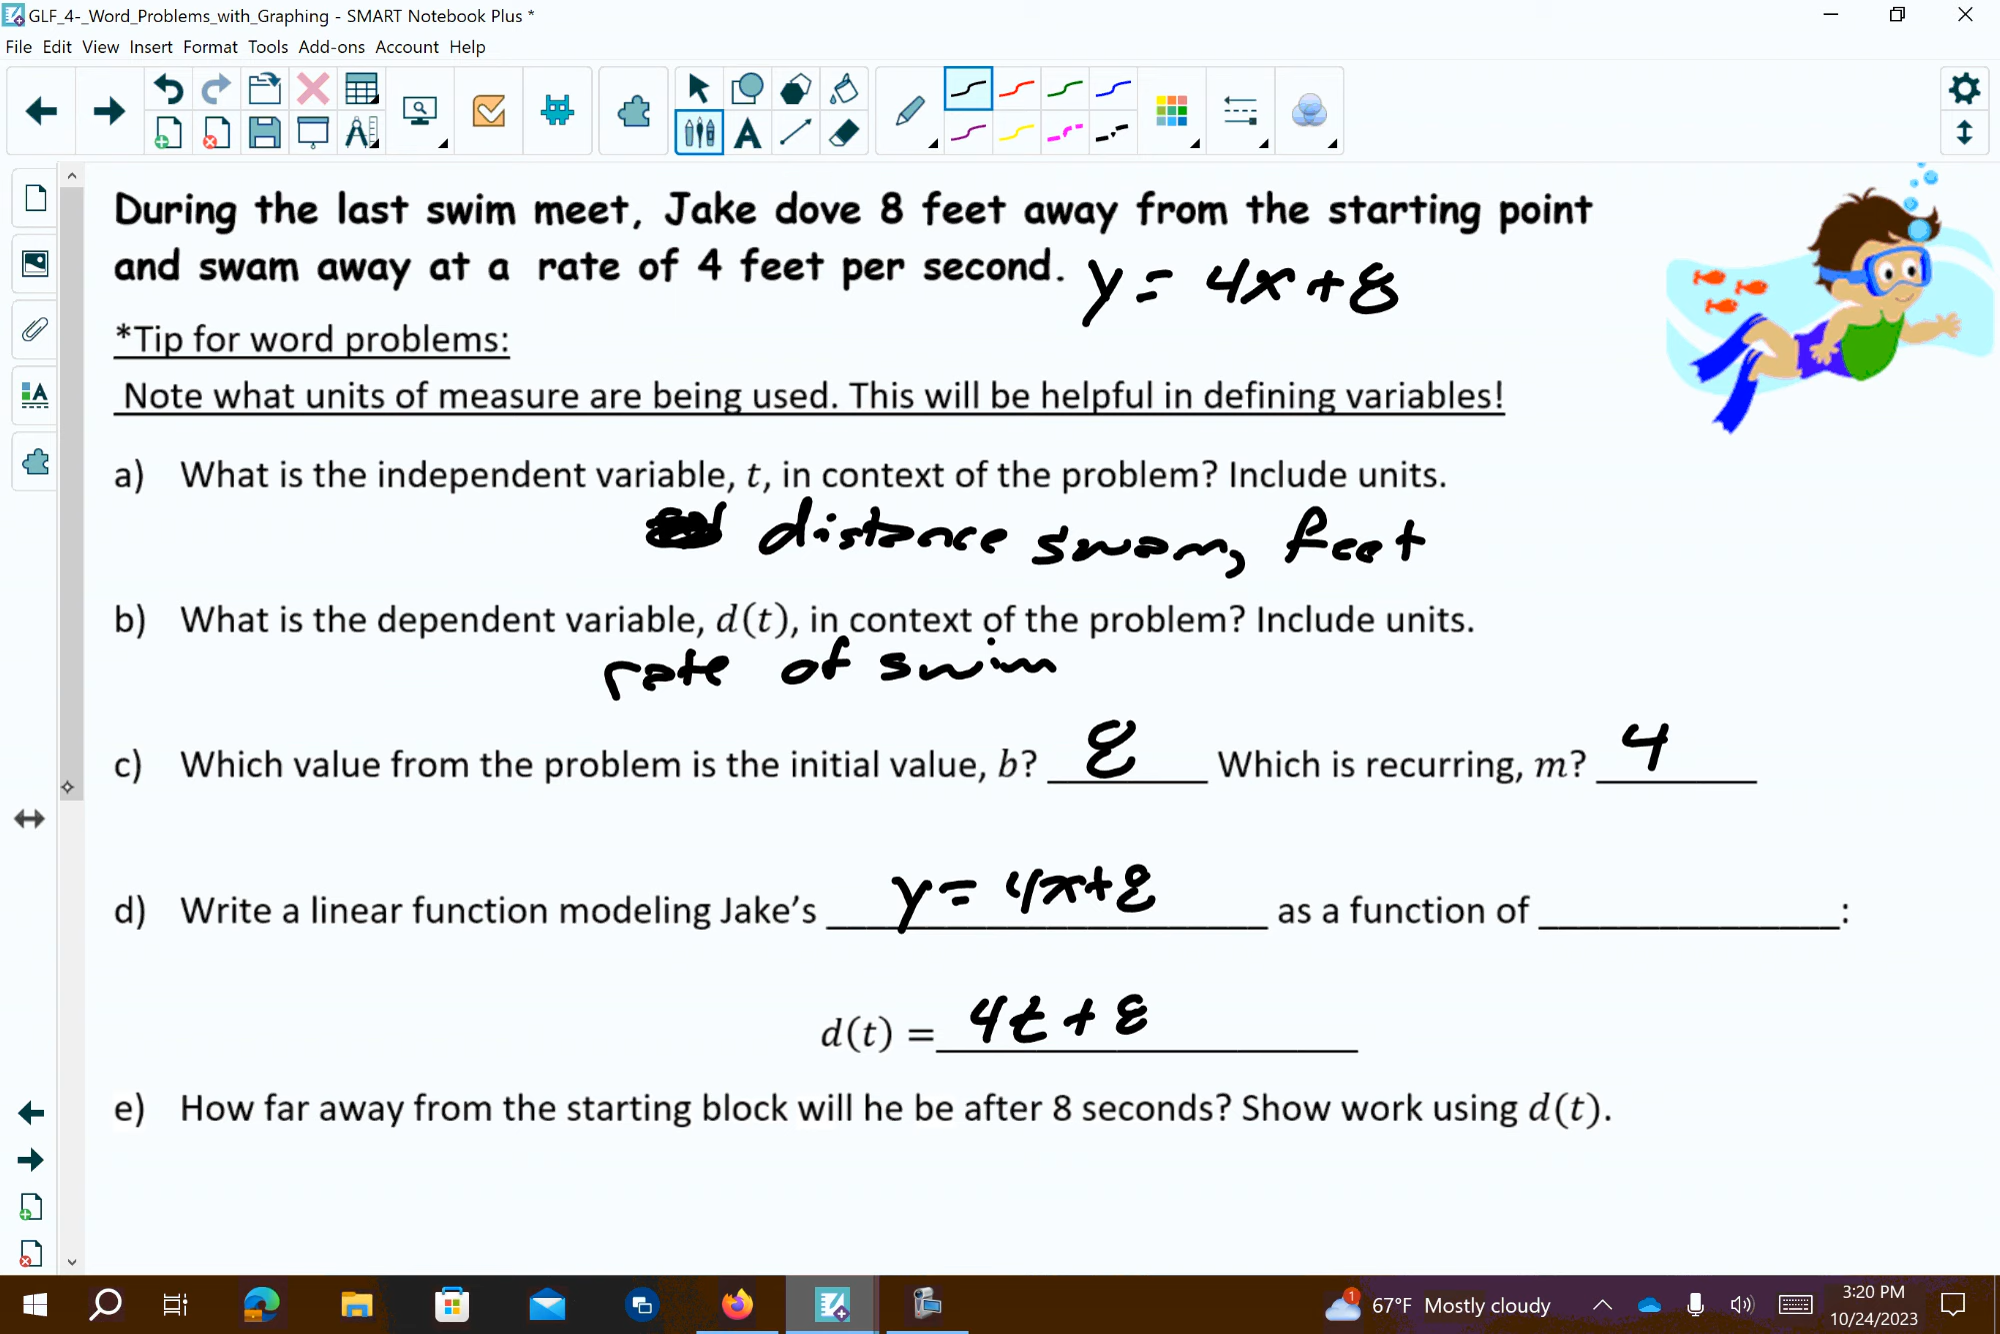 GLF_4-_Word_Problems_with_Graphing - SMART Notebook Plus *
File Edit View Insert Format Tools Add-ons Account Help
During the last swim meet, Jake dove 8 feet away from the starting point
and swam away at a rate of 4 feet per second. y = 4x+8
*Tip for word problems:
Note what units of measure are being used. This will be helpful in defining variables!
a) What is the independent variable, t, in context of the problem? Include units.
distance swam, feet
b) What is the dependent variable, d(t), in context of the problem? Include units.
rate of swim
c) Which value from the problem is the initial value, b? 8 Which is recurring, m? 4
d) Write a linear function modeling Jake's y = 4x+8 as a function of ____________:
d(t) = 4t + 8
e) How far away from the starting block will he be after 8 seconds? Show work using d(t).
1 67°F Mostly cloudy 3:20 PM
10/24/2023